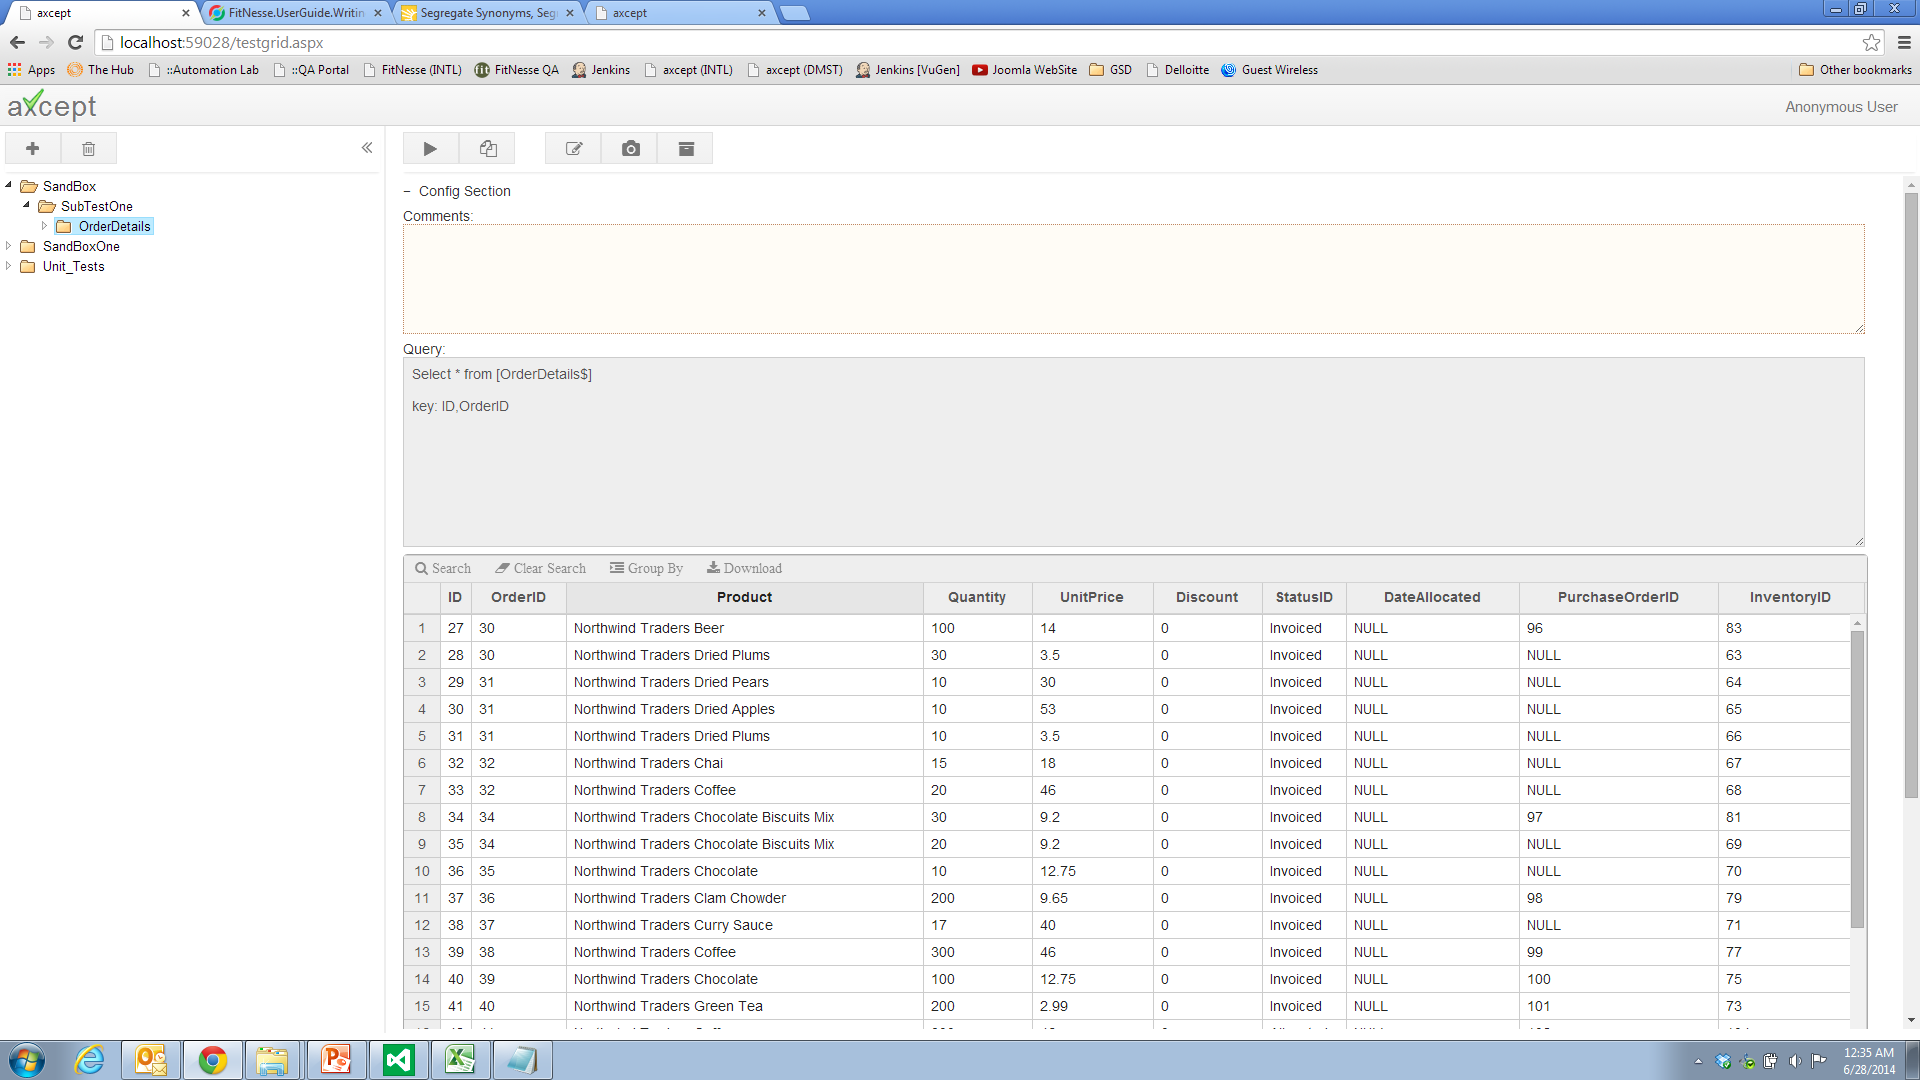 axcept
FitNesse.UserGuide.Writin
Segregate Synonyms, Seg
axcept
localhost:59028/testgrid.aspx
Apps The Hub ::Automation Lab ::QA Portal FitNesse (INTL) FitNesse QA Jenkins axcept (INTL) axcept (DMST) Jenkins [VuGen] Joomla WebSite GSD Delloitte Guest Wireless Other bookmarks
axcept
Anonymous User
SandBox
SubTestOne
OrderDetails
SandBoxOne
Unit_Tests
– Config Section
Comments:
Query:
Select * from [OrderDetails$]
key: ID,OrderID
Search Clear Search Group By Download
ID OrderID Product Quantity UnitPrice Discount StatusID DateAllocated PurchaseOrderID InventoryID
1 27 30 Northwind Traders Beer 100 14 0 Invoiced NULL 96 83
2 28 30 Northwind Traders Dried Plums 30 3.5 0 Invoiced NULL NULL 63
3 29 31 Northwind Traders Dried Pears 10 30 0 Invoiced NULL NULL 64
4 30 31 Northwind Traders Dried Apples 10 53 0 Invoiced NULL NULL 65
5 31 31 Northwind Traders Dried Plums 10 3.5 0 Invoiced NULL NULL 66
6 32 32 Northwind Traders Chai 15 18 0 Invoiced NULL NULL 67
7 33 32 Northwind Traders Coffee 20 46 0 Invoiced NULL NULL 68
8 34 34 Northwind Traders Chocolate Biscuits Mix 30 9.2 0 Invoiced NULL 97 81
9 35 34 Northwind Traders Chocolate Biscuits Mix 20 9.2 0 Invoiced NULL NULL 69
10 36 35 Northwind Traders Chocolate 10 12.75 0 Invoiced NULL NULL 70
11 37 36 Northwind Traders Clam Chowder 200 9.65 0 Invoiced NULL 98 79
12 38 37 Northwind Traders Curry Sauce 17 40 0 Invoiced NULL NULL 71
13 39 38 Northwind Traders Coffee 300 46 0 Invoiced NULL 99 77
14 40 39 Northwind Traders Chocolate 100 12.75 0 Invoiced NULL 100 75
15 41 40 Northwind Traders Green Tea 200 2.99 0 Invoiced NULL 101 73
12:35 AM
6/28/2014